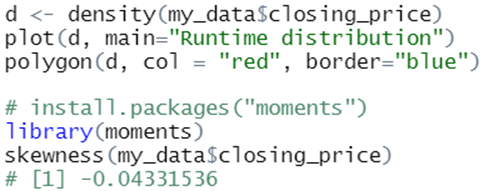 d <- density(my_data$closing_price)
plot(d, main="Runtime distribution")
polygon(d, col = "red", border="blue")
# install.packages("moments")
library(moments)
skewness(my_data$closing_price)
# [1] -0.04331536